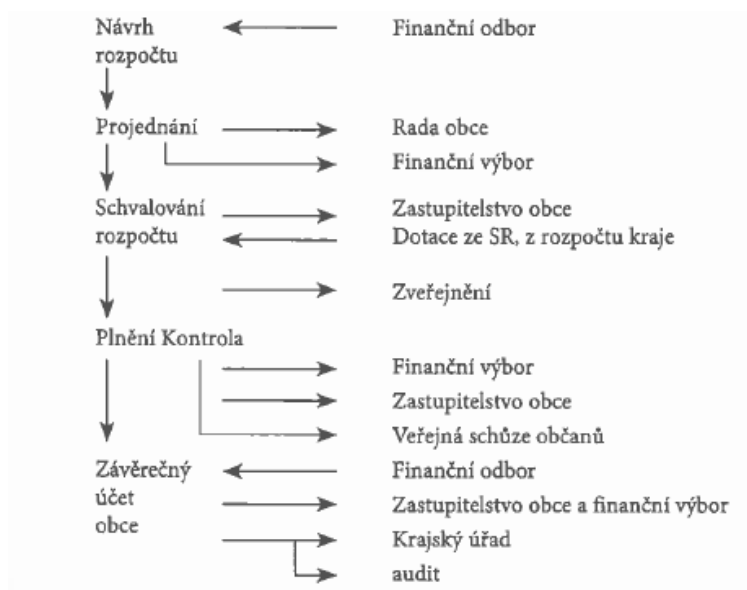 Návrh
rozpočtu
Finanční odbor
Projednání
Rada obce
Finanční výbor
Schvalování
rozpočtu
Zastupitelstvo obce
Dotace ze SR, z rozpočtu kraje
Zveřejnění
Plnění Kontrola
Finanční výbor
Zastupitelstvo obce
Veřejná schůze občanů
Závěrečný
účet
obce
Finanční odbor
Zastupitelstvo obce a finanční výbor
Krajský úřad
audit